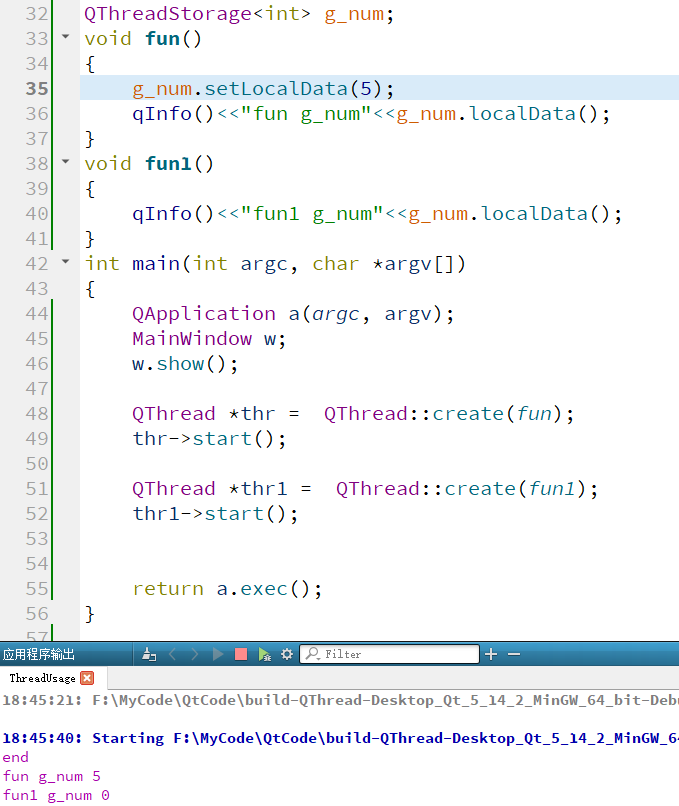 32 QThreadStorage<int> g_num;
33 void fun()
34 {
35     g_num.setLocalData(5);
36     qInfo()<<"fun g_num"<<g_num.localData();
37 }
38 void fun1()
39 {
40     qInfo()<<"fun1 g_num"<<g_num.localData();
41 }
42 int main(int argc, char *argv[])
43 {
44     QApplication a(argc, argv);
45     MainWindow w;
46     w.show();
47
48     QThread *thr =  QThread::create(fun);
49     thr->start();
50
51     QThread *thr1 =  QThread::create(fun1);
52     thr1->start();
53
54
55     return a.exec();
56 }
57
应用程序输出 Filter
ThreadUsage
18:45:21: F:\MyCode\QtCode\build-QThread-Desktop_Qt_5_14_2_MinGW_64_bit-Debu
18:45:40: Starting F:\MyCode\QtCode\build-QThread-Desktop_Qt_5_14_2_MinGW_64
end
fun g_num 5
fun1 g_num 0